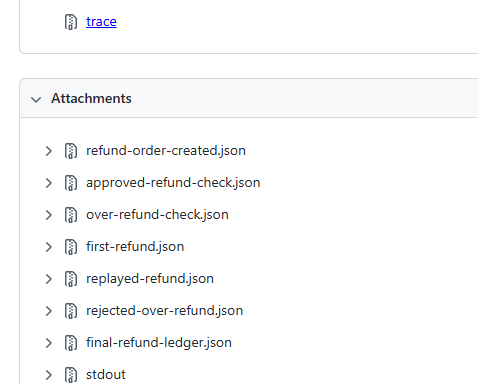 trace
Attachments
refund-order-created.json
approved-refund-check.json
over-refund-check.json
first-refund.json
replayed-refund.json
rejected-over-refund.json
final-refund-ledger.json
stdout